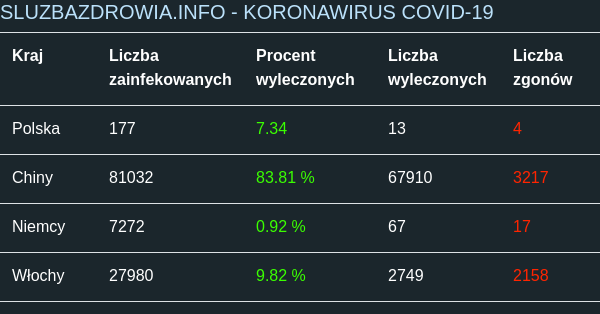 SLUZBAZDROWIA.INFO - KORONAWIRUS COVID-19
Kraj Liczba zainfekowanych Procent wyleczonych Liczba wyleczonych Liczba zgonów
Polska 177 7.34 13 4
Chiny 81032 83.81 % 67910 3217
Niemcy 7272 0.92 % 67 17
Włochy 27980 9.82 % 2749 2158